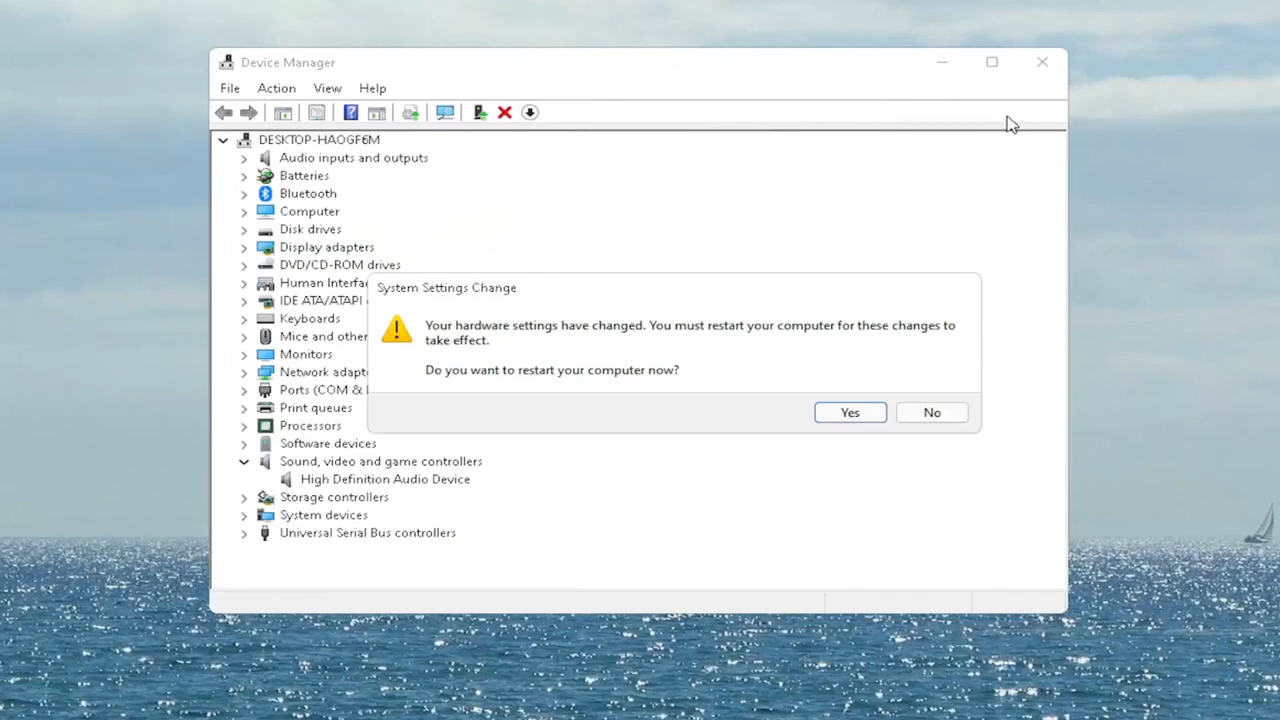 Device Manager
File Action View Help
DESKTOP-HAOGF6M
Audio inputs and outputs
Batteries
Bluetooth
Computer
Disk drives
Display adapters
DVD/CD-ROM drives
Human Interfa
IDE ATA/ATAPI
Keyboards
Mice and other
Monitors
Network adapt
Ports (COM &
Print queues
Processors
Software devices
Sound, video and game controllers
High Definition Audio Device
Storage controllers
System devices
Universal Serial Bus controllers
System Settings Change
Your hardware settings have changed. You must restart your computer for these changes to
take effect.
Do you want to restart your computer now?
Yes No